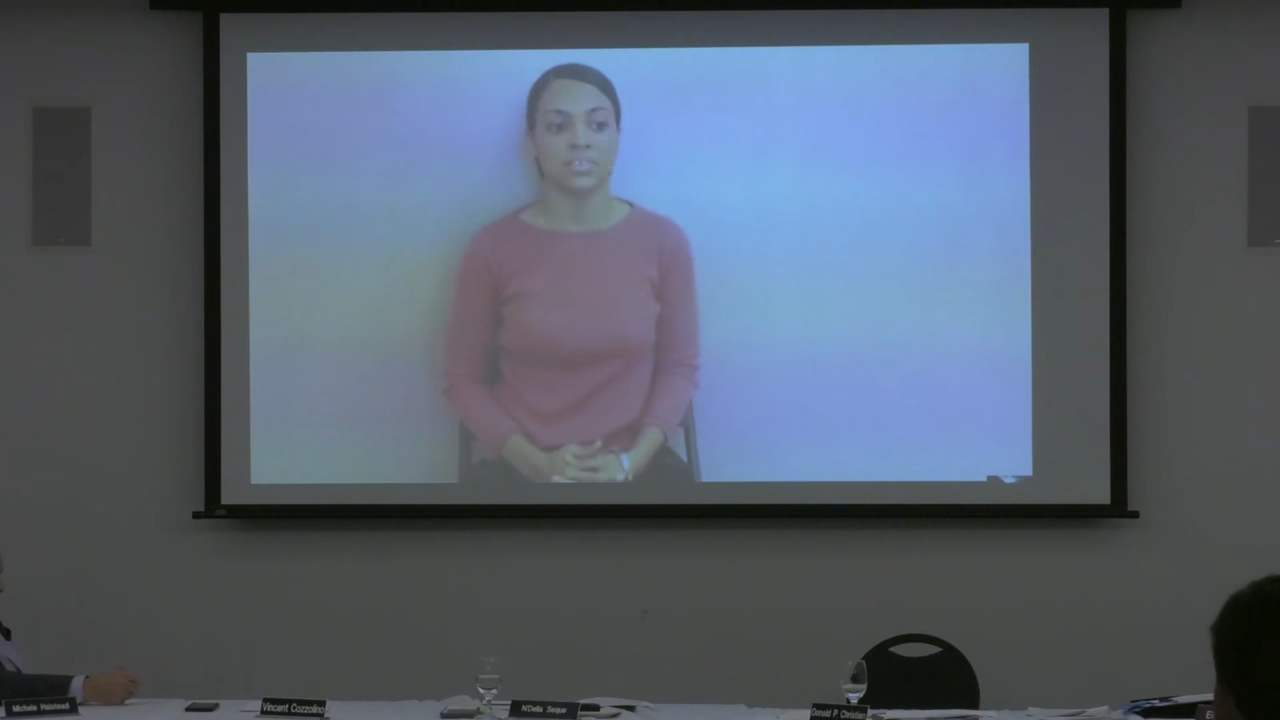 Michele Halstead
Vincent Cozzolino
N'Della Seque
Donald P. Christian